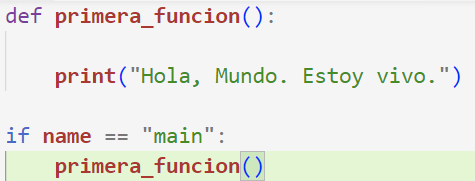 def primera_funcion():
    print("Hola, Mundo. Estoy vivo.")
if name == "main":
    primera_funcion()